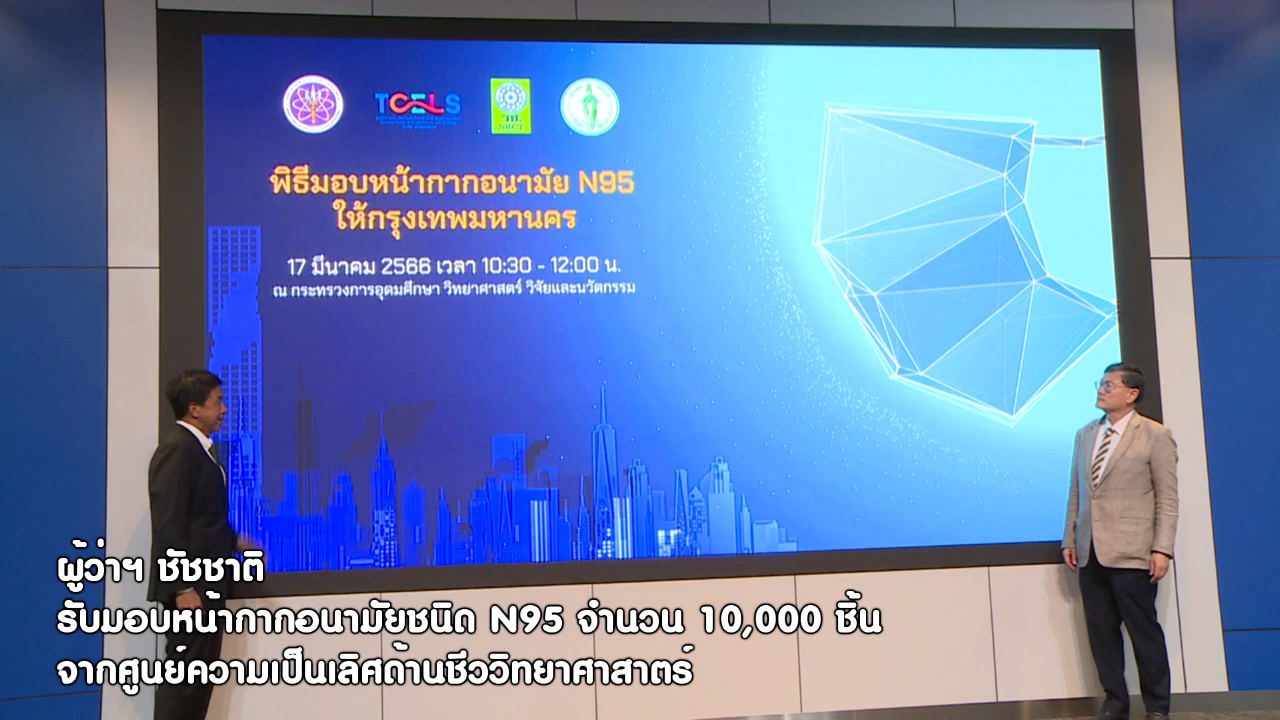 TCELS
วช.
NRCT
พิธีมอบหน้ากากอนามัย N95
ให้กรุงเทพมหานคร
17 มีนาคม 2566 เวลา 10:30 - 12:00 น.
ณ กระทรวงการอุดมศึกษา วิทยาศาสตร์ วิจัยและนวัตกรรม
ผู้ว่าฯ ชัชชาติ
รับมอบหน้ากากอนามัยชนิด N95 จำนวน 10,000 ชิ้น
จากศูนย์ความเป็นเลิศด้านชีววิทยาศาสาตร์